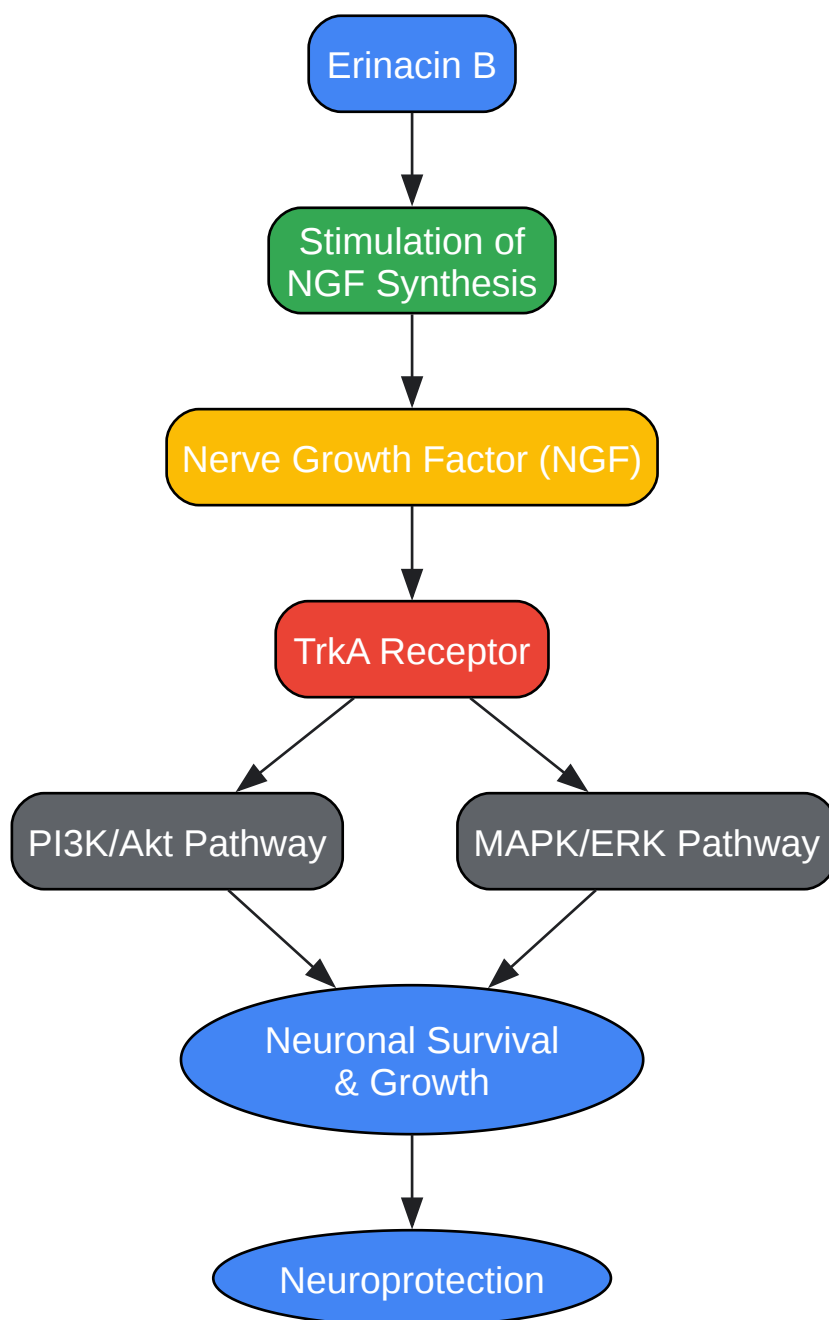 Erinacin B
Stimulation of
NGF Synthesis
Nerve Growth Factor (NGF)
TrkA Receptor
PI3K/Akt Pathway
MAPK/ERK Pathway
Neuronal Survival
& Growth
Neuroprotection